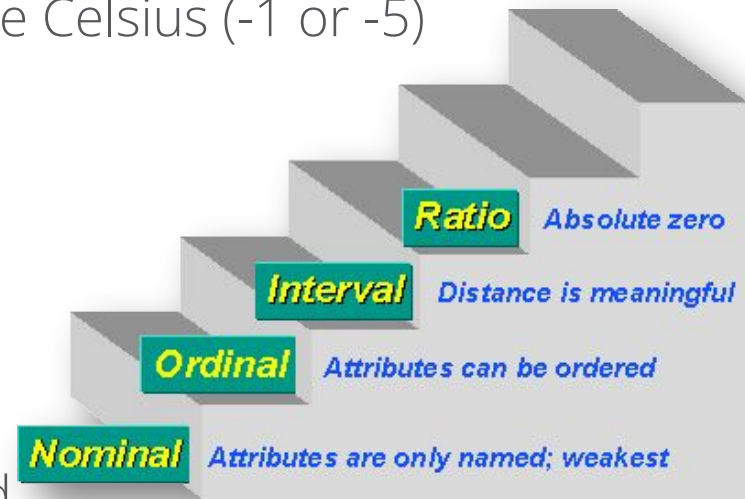 e Celsius (-1 or -5)
Ratio Absolute zero
Interval Distance is meaningful
Ordinal Attributes can be ordered
Nominal Attributes are only named; weakest